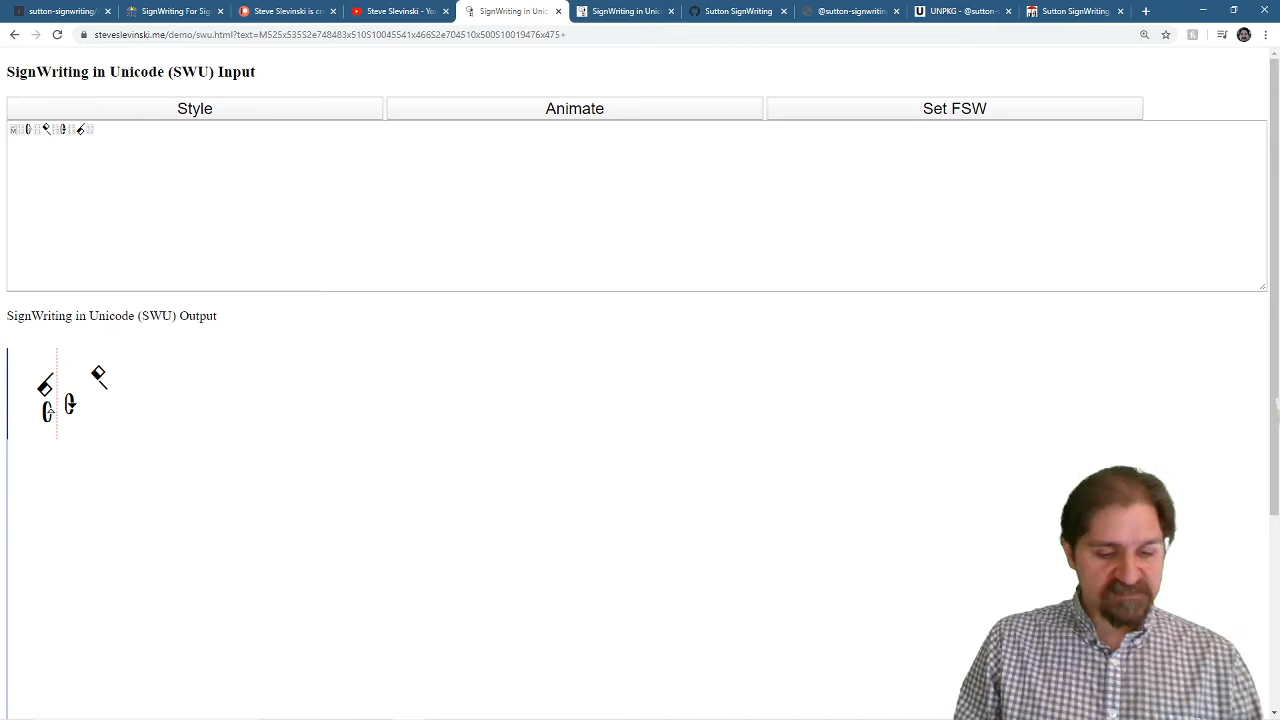 sutton-signwriting/
SignWriting For Sig
Steve Slevinski is cr
Steve Slevinski - Yo
SignWriting in Unic
SignWriting in Unic
Sutton SignWriting
@sutton-signwritin
UNPKG - @sutton-
Sutton SignWriting
steveslevinski.me/demo/swu.html?text=M525x535S2e748483x510S10045541x466S2e704510x500S10019476x475+
SignWriting in Unicode (SWU) Input
Style Animate Set FSW
SignWriting in Unicode (SWU) Output